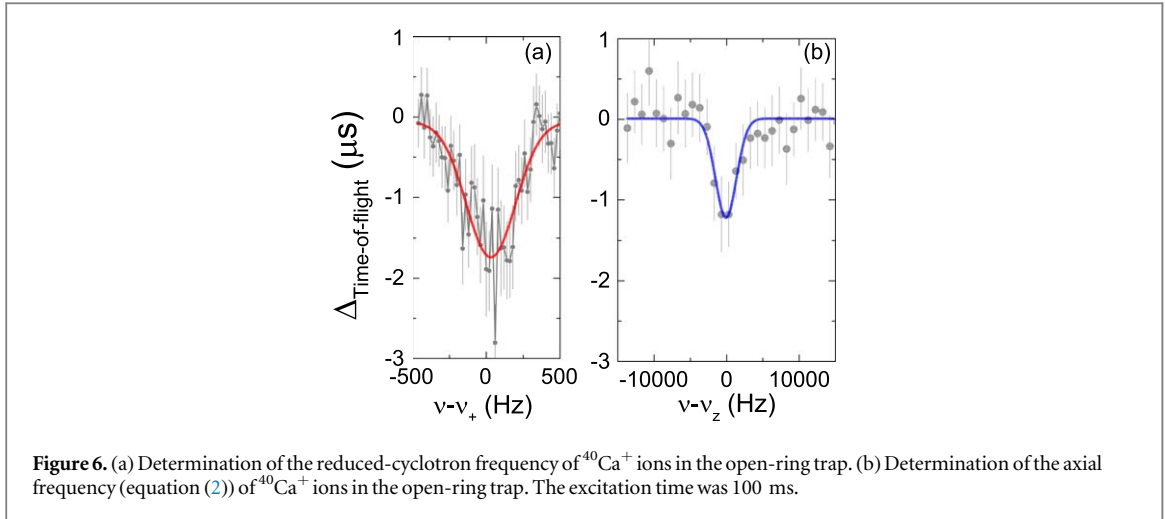 (a)
(b)
Δ Time-of-flight (μs)
1
0
-1
-2
-3
-500 0 500
ν-ν+ (Hz)
1
0
-1
-2
-3
-10000 0 10000
ν-νz (Hz)
Figure 6. (a) Determination of the reduced-cyclotron frequency of 40Ca+ ions in the open-ring trap. (b) Determination of the axial
frequency (equation (2)) of 40Ca+ ions in the open-ring trap. The excitation time was 100 ms.